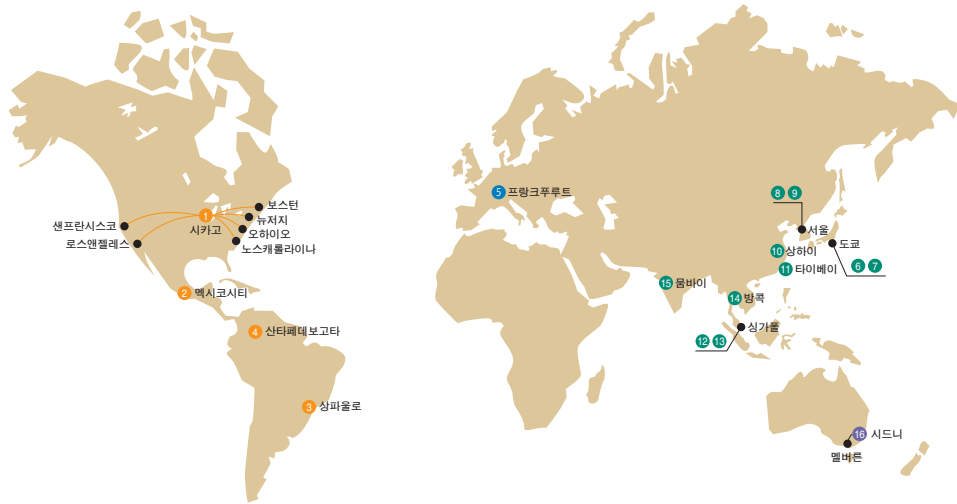 샌프란시스코
로스앤젤레스
1
시카고
보스턴
뉴저지
오하이오
노스캐롤라이나
2 멕시코시티
4 산타페데보고타
3 상파울로
5 프랑크푸루트
8 9
서울
도쿄
6 7
10 상하이
11 타이베이
15 뭄바이
14 방콕
싱가폴
12 13
16 시드니
멜버른